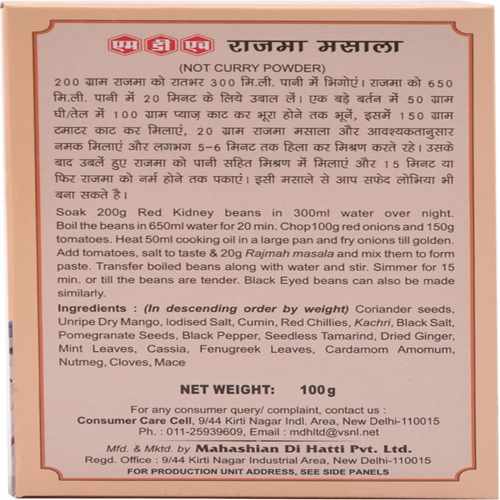 एम डी एच राजमा मसाला
(NOT CURRY POWDER)
200 ग्राम राजमा को रातभर 300 मि.ली. पानी में भिगोएं। राजमा को 650
मि.ली. पानी में 20 मिनट के लिये उबाल लें। एक बड़े बर्तन में 50 ग्राम
घी/तेल में 100 ग्राम प्याज़ काट कर भूरा होने तक भूनें, इसमें 150 ग्राम
टमाटर काट कर मिलाएं, 20 ग्राम राजमा मसाला और आवश्यकतानुसार
नमक मिलाएं और लगभग 5-6 मिनट तक हिला कर मिश्रण करते रहे। उसके
बाद उबलें हुए राजमा को पानी सहित मिश्रण में मिलाएं और 15 मिनट या
फिर राजमा को नर्म होने तक पकाएं। इसी मसाले से आप सफेद लोभिया भी
बना सकते है।
Soak 200g Red Kidney beans in 300ml water over night.
Boil the beans in 650ml water for 20 min. Chop100g red onions and 150g
tomatoes. Heat 50ml cooking oil in a large pan and fry onions till golden.
Add tomatoes, salt to taste & 20g Rajmah masala and mix them to form
paste. Transfer boiled beans along with water and stir. Simmer for 15
min. or till the beans are tender. Black Eyed beans can also be made
similarly.
Ingredients : (In descending order by weight) Coriander seeds,
Unripe Dry Mango, Iodised Salt, Cumin, Red Chillies, Kachri, Black Salt,
Pomegranate Seeds, Black Pepper, Seedless Tamarind, Dried Ginger,
Mint Leaves, Cassia, Fenugreek Leaves, Cardamom Amomum,
Nutmeg, Cloves, Mace
NET WEIGHT: 100g
For any consumer query/ complaint, contact us :
Consumer Care Cell, 9/44 Kirti Nagar Indl. Area, New Delhi-110015
Ph. : 011-25939609, Email : mdhltd@vsnl.net
Mfd. & Mktd. by Mahashian Di Hatti Pvt. Ltd.
Regd. Office : 9/44 Kirti Nagar Industrial Area, New Delhi-110015
FOR PRODUCTION UNIT ADDRESS, SEE SIDE PANELS